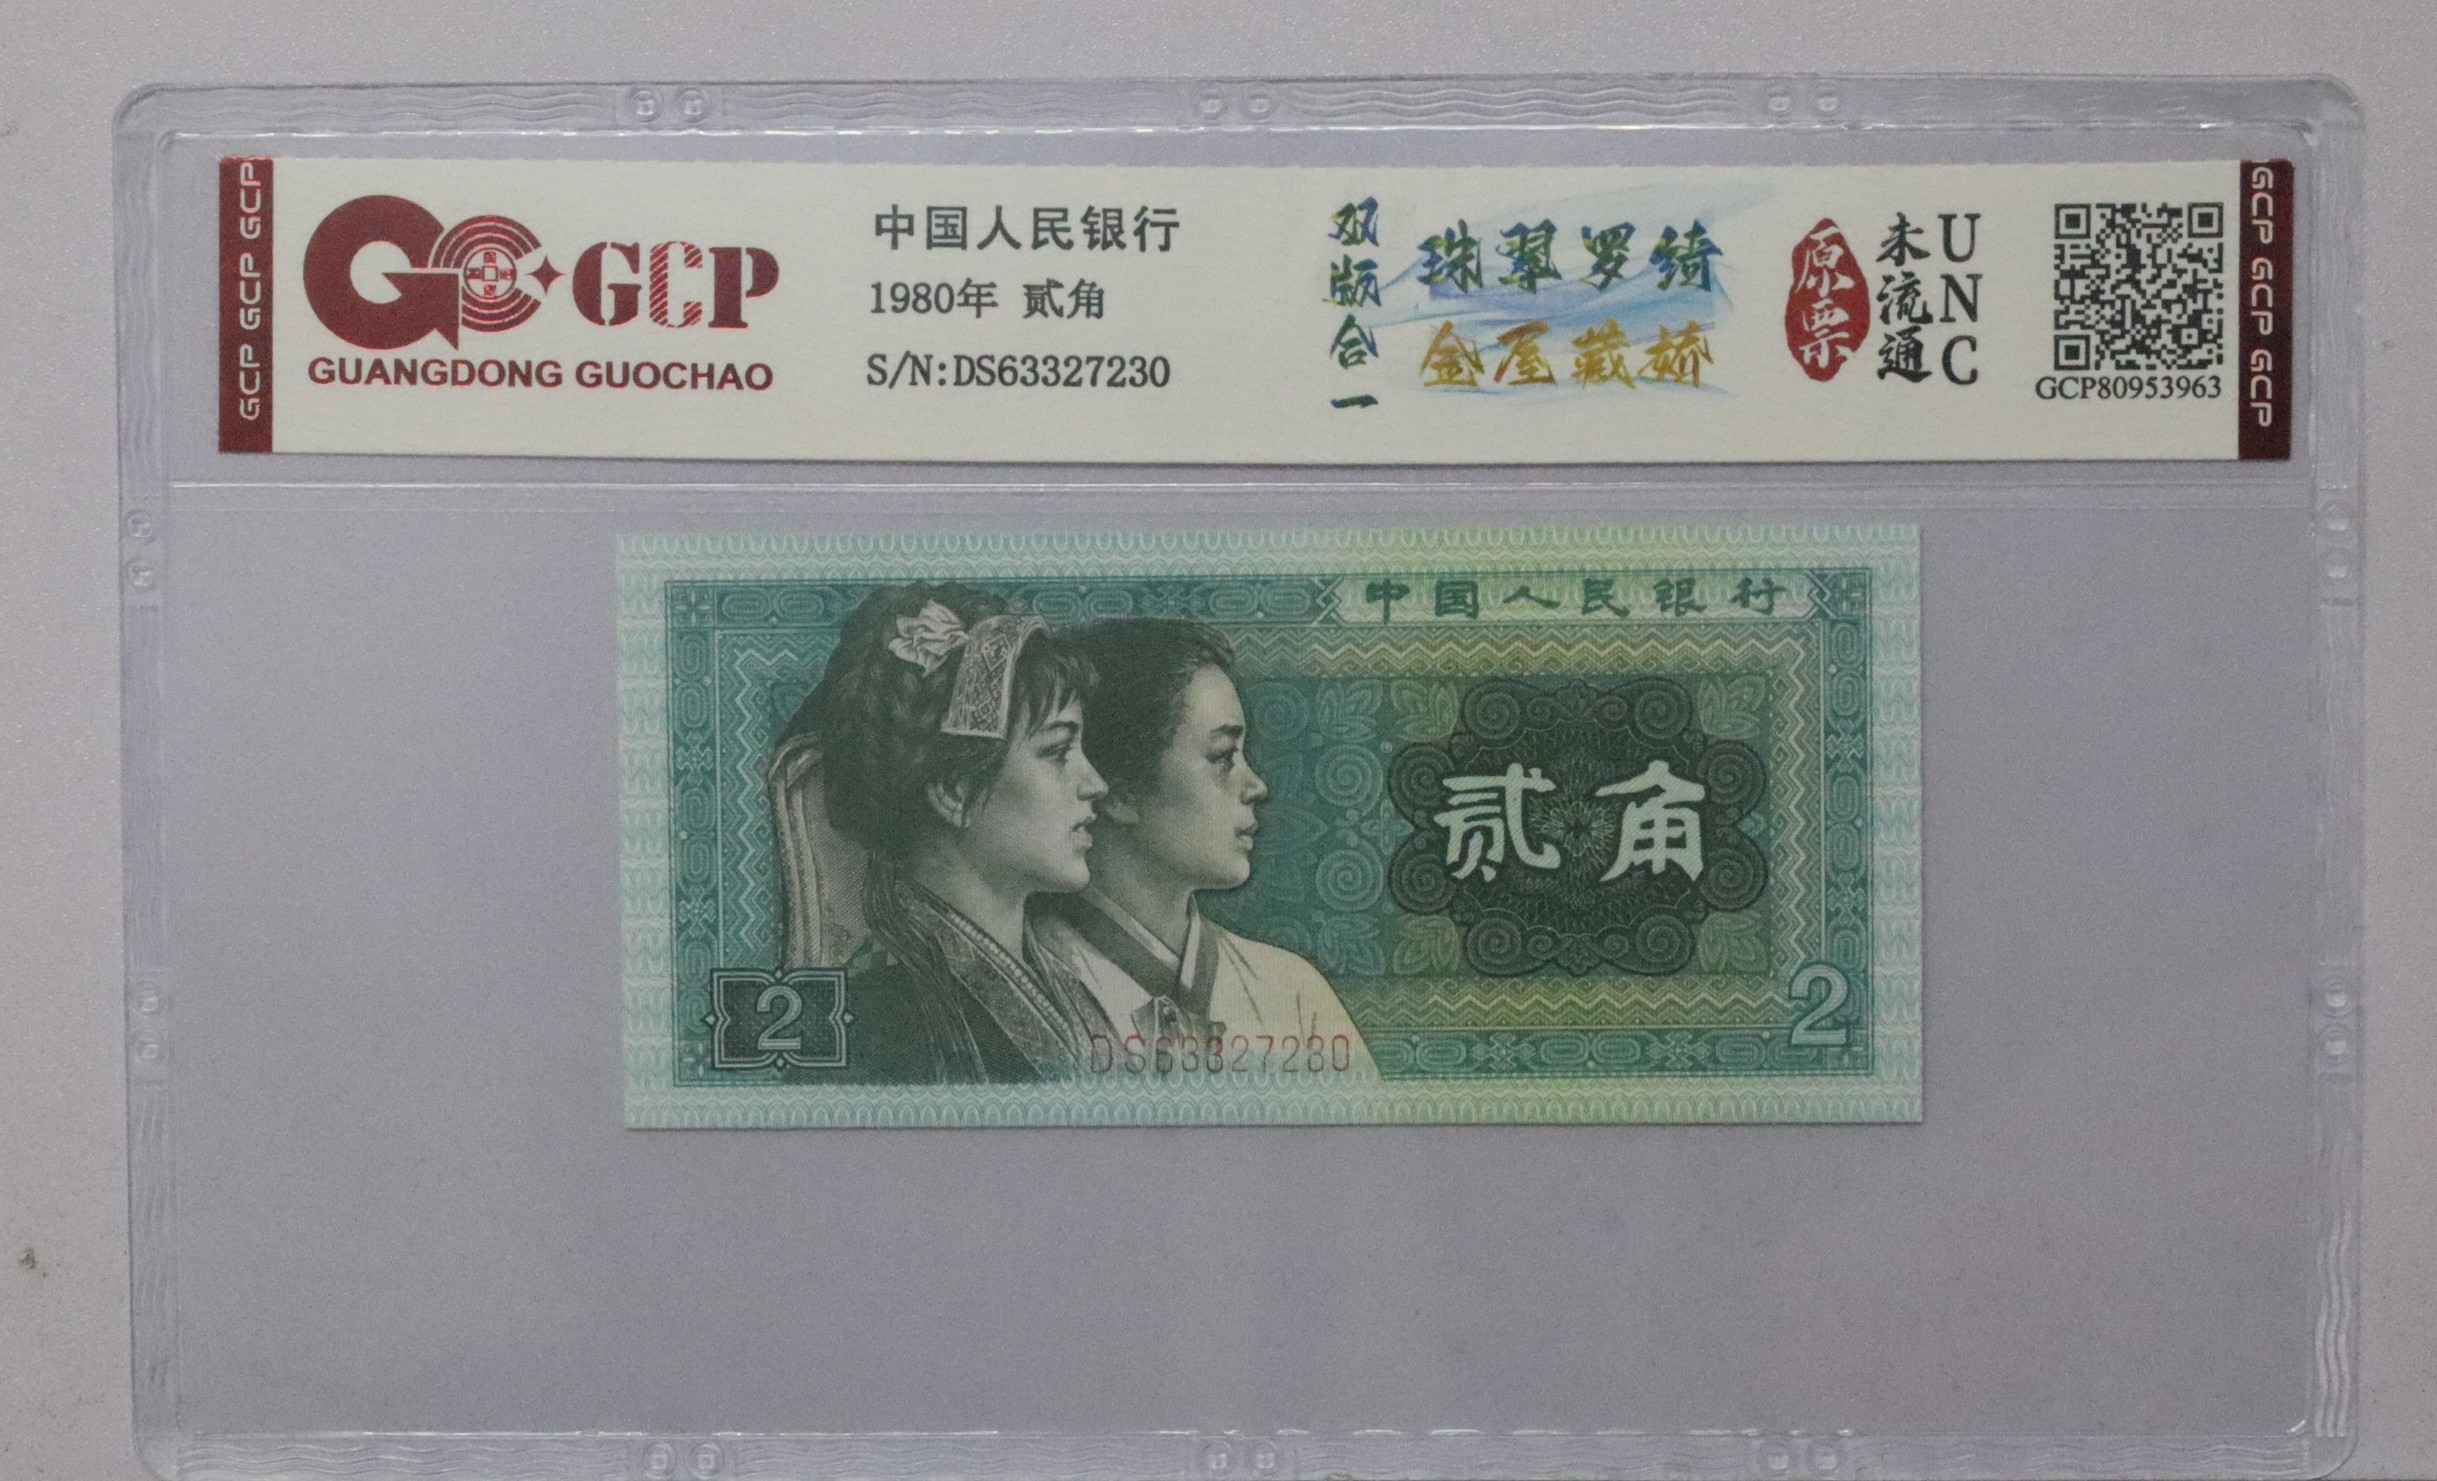 GCP GCP GCP
GCP
GUANGDONG GUOCHAO
中国人民银行
1980年 贰角
S/N:DS63327230
双版合一
珠翠罗绮
金屋藏娇
原票
未流通
UNC
GCP80953963
GCP GCP GCP
中国人民银行
贰角
2
2
DS63327230